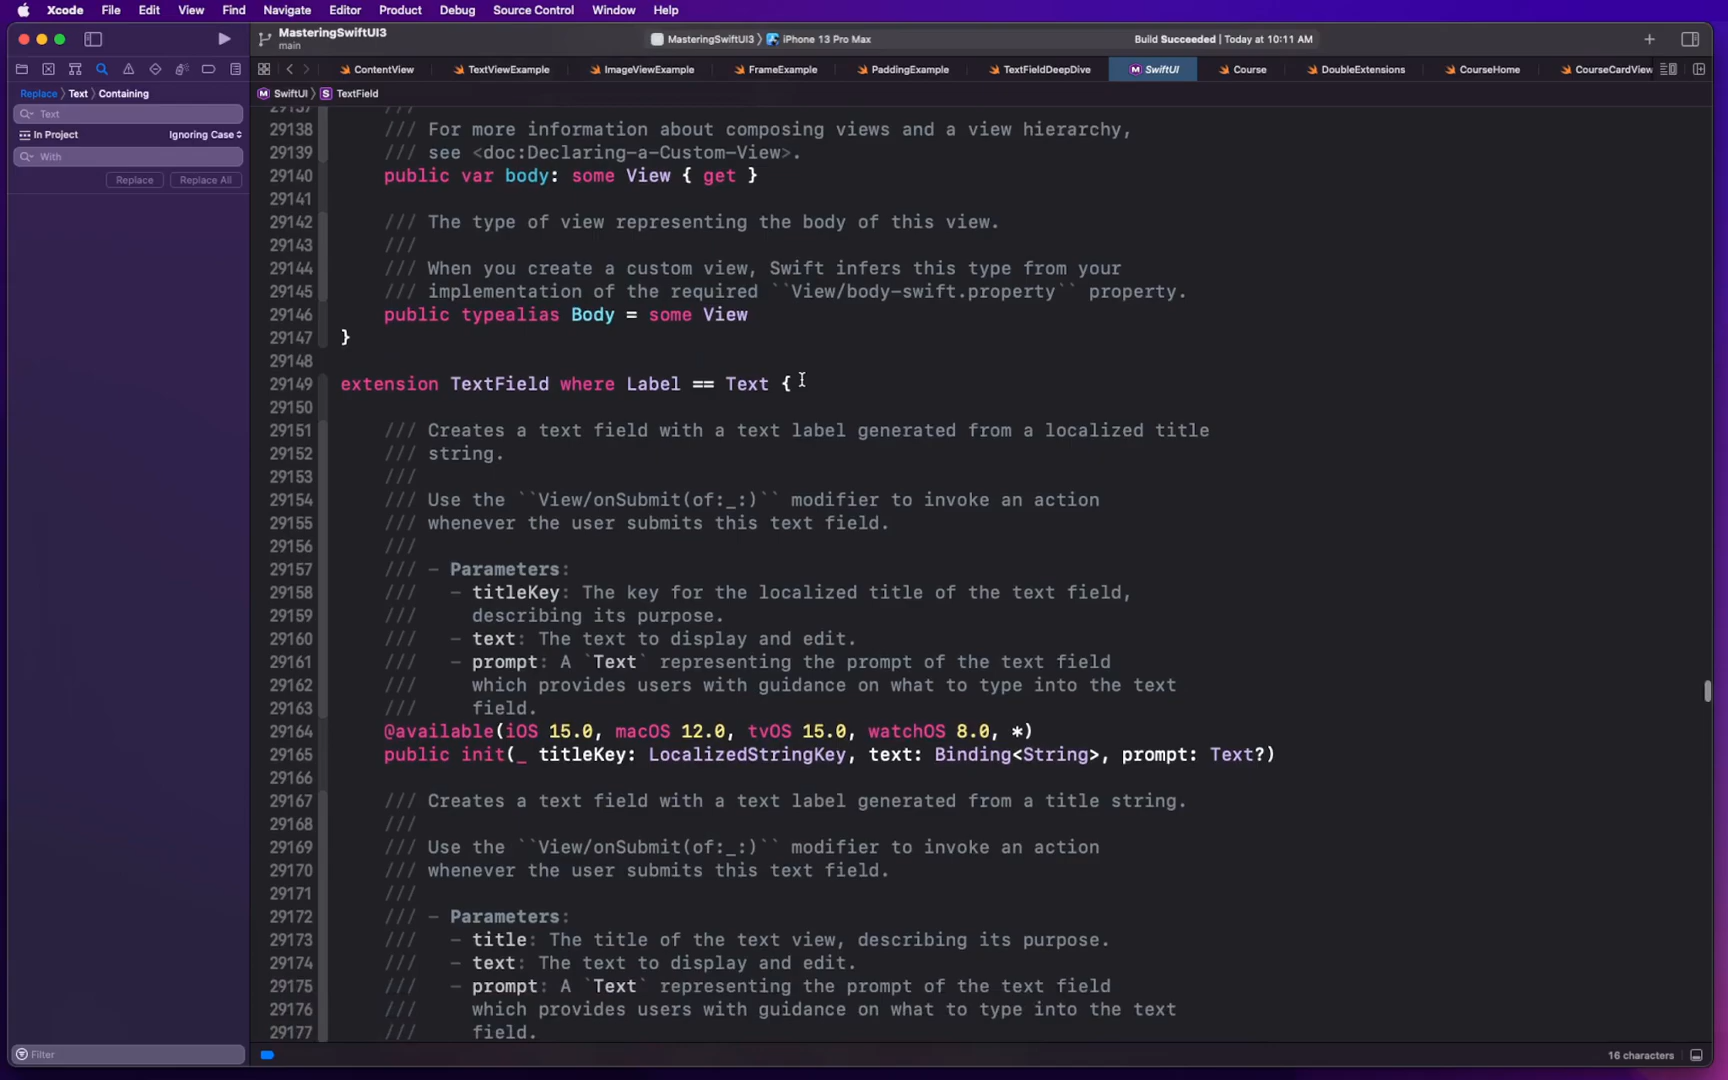 Xcode File Edit View Find Navigate Editor Product Debug Source Control Window Help
MasteringSwiftUI3
main
MasteringSwiftUI3 iPhone 13 Pro Max
Build Succeeded | Today at 10:11 AM
ContentView TextViewExample ImageViewExample FrameExample PaddingExample TextFieldDeepDive SwiftUI Course DoubleExtensions CourseHome CourseCardView
Replace Text Containing
SwiftUI TextField
Text
In Project Ignoring Case
With
Replace Replace All
29137 ///
29138 /// For more information about composing views and a view hierarchy,
29139 /// see <doc:Declaring-a-Custom-View>.
29140 public var body: some View { get }
29141
29142 /// The type of view representing the body of this view.
29143 ///
29144 /// When you create a custom view, Swift infers this type from your
29145 /// implementation of the required ``View/body-swift.property`` property.
29146 public typealias Body = some View
29147 }
29148
29149 extension TextField where Label == Text {
29150
29151 /// Creates a text field with a text label generated from a localized title
29152 /// string.
29153 ///
29154 /// Use the ``View/onSubmit(of:_:)`` modifier to invoke an action
29155 /// whenever the user submits this text field.
29156 ///
29157 /// - Parameters:
29158 /// - titleKey: The key for the localized title of the text field,
29159 /// describing its purpose.
29160 /// - text: The text to display and edit.
29161 /// - prompt: A `Text` representing the prompt of the text field
29162 /// which provides users with guidance on what to type into the text
29163 /// field.
29164 @available(iOS 15.0, macOS 12.0, tvOS 15.0, watchOS 8.0, *)
29165 public init(_ titleKey: LocalizedStringKey, text: Binding<String>, prompt: Text?)
29166
29167 /// Creates a text field with a text label generated from a title string.
29168 ///
29169 /// Use the ``View/onSubmit(of:_:)`` modifier to invoke an action
29170 /// whenever the user submits this text field.
29171 ///
29172 /// - Parameters:
29173 /// - title: The title of the text view, describing its purpose.
29174 /// - text: The text to display and edit.
29175 /// - prompt: A `Text` representing the prompt of the text field
29176 /// which provides users with guidance on what to type into the text
29177 /// field.
Filter
16 characters